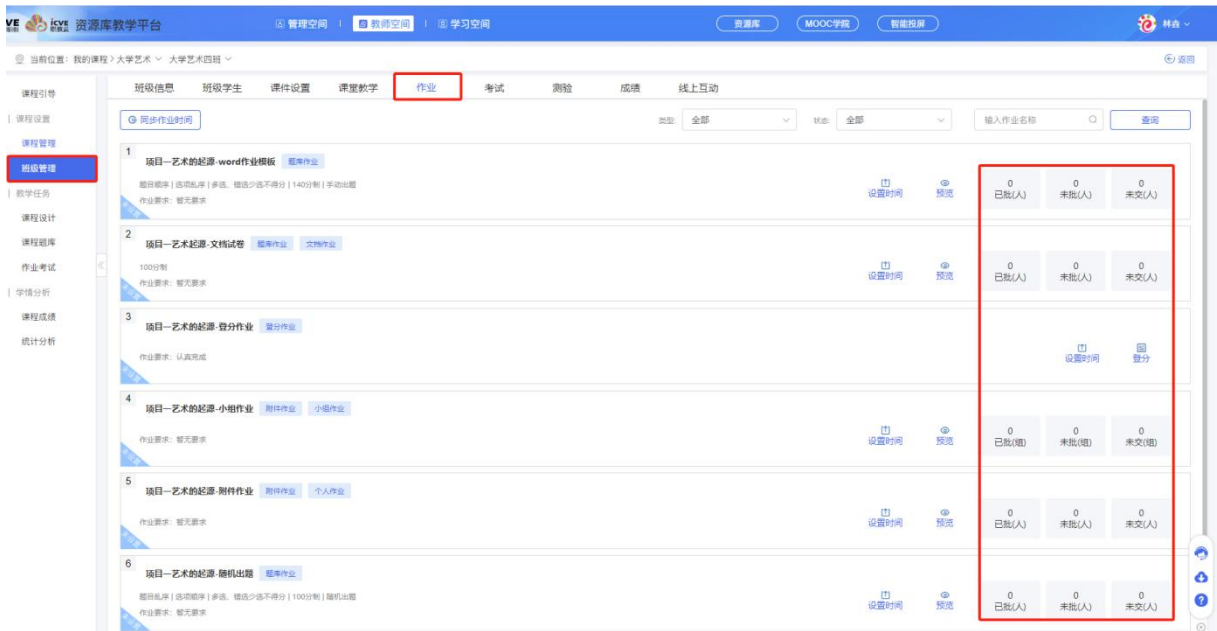 icve 资源库教学平台 管理空间 教师空间 学习空间 资源库 MOOC学院 智能投屏
当前位置：我的课程 > 大学艺术 大学艺术四班 返回
课程引导
课程设置
课程管理
班级管理
教学任务
课程设计
课程题库
作业考试
学情分析
课程成绩
统计分析
班级信息 班级学生 课件设置 课堂教学 作业 考试 测验 成绩 线上互动
同步作业时间 类型: 全部 状态: 全部 输入作业名称 查询
1
项目一艺术的起源-word作业模板 题库作业
题目顺序 | 选项乱序 | 多选、错选少选不得分 | 140分制 | 手动出题
作业要求：暂无要求
设置时间 预览 0 已批(人) 0 未批(人) 0 未交(人)
2
项目一艺术起源-文档试卷 题库作业 文档作业
100分制
作业要求：暂无要求
设置时间 预览 0 已批(人) 0 未批(人) 0 未交(人)
3
项目一艺术的起源-登分作业 登分作业
作业要求：认真完成
设置时间 登分
4
项目一艺术的起源-小组作业 附件作业 小组作业
作业要求：暂无要求
设置时间 预览 0 已批(组) 0 未批(组) 0 未交(组)
5
项目一艺术的起源-附件作业 附件作业 个人作业
作业要求：暂无要求
设置时间 预览 0 已批(人) 0 未批(人) 0 未交(人)
6
项目一艺术的起源-随机出题 题库作业
题目乱序 | 选项顺序 | 多选、错选少选不得分 | 100分制 | 随机出题
作业要求：暂无要求
设置时间 预览 0 已批(人) 0 未批(人) 0 未交(人)